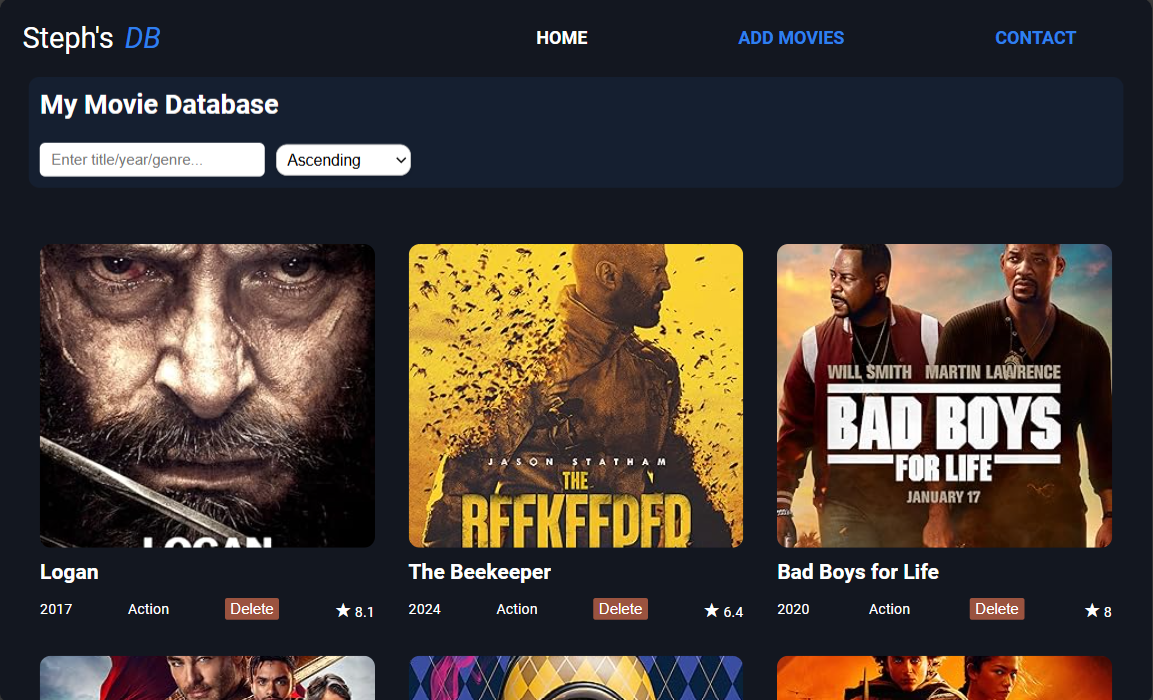 Steph's DB HOME ADD MOVIES CONTACT
My Movie Database
Enter title/year/genre... Ascending
LOGAN
JASON STATHAM
THE
BEEKEEPER
WILL SMITH MARTIN LAWRENCE
BAD BOYS
FOR LIFE
JANUARY 17
Logan The Beekeeper Bad Boys for Life
2017 Action Delete ★ 8.1 2024 Action Delete ★ 6.4 2020 Action Delete ★ 8